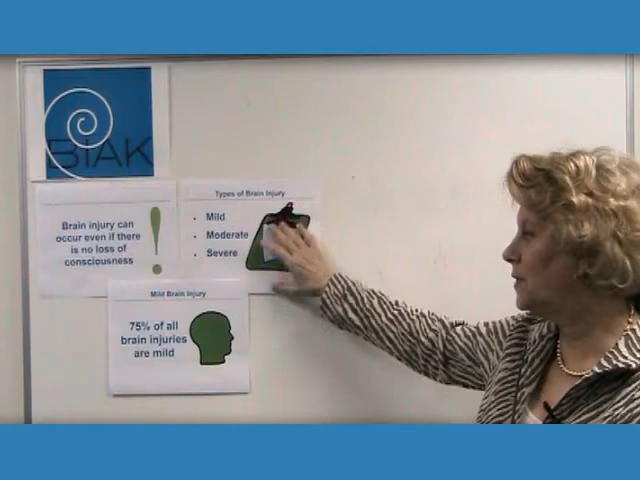 BIAK
Brain injury can
occur even if there
is no loss of
consciousness
Types of Brain Injury
• Mild
• Moderate
• Severe
Mild Brain Injury
75% of all
brain injuries
are mild